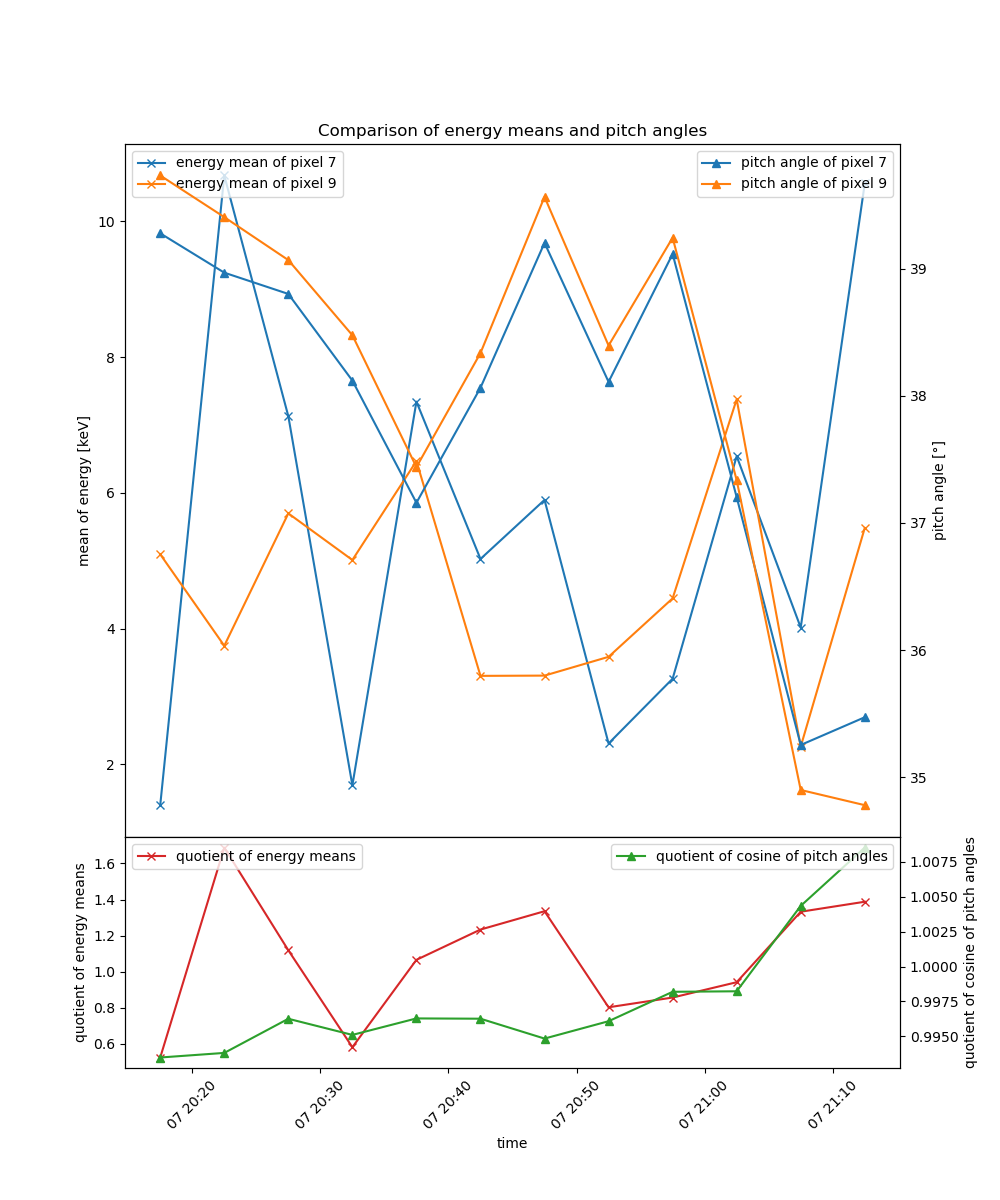 Comparison of energy means and pitch angles
energy mean of pixel 7
energy mean of pixel 9
pitch angle of pixel 7
pitch angle of pixel 9
mean of energy [keV]
10
8
6
4
2
pitch angle [°]
39
38
37
36
35
quotient of energy means
quotient of cosine of pitch angles
quotient of energy means
1.6
1.4
1.2
1.0
0.8
0.6
quotient of cosine of pitch angles
1.0075
1.0050
1.0025
1.0000
0.9975
0.9950
07 20:20
07 20:30
07 20:40
07 20:50
07 21:00
07 21:10
time